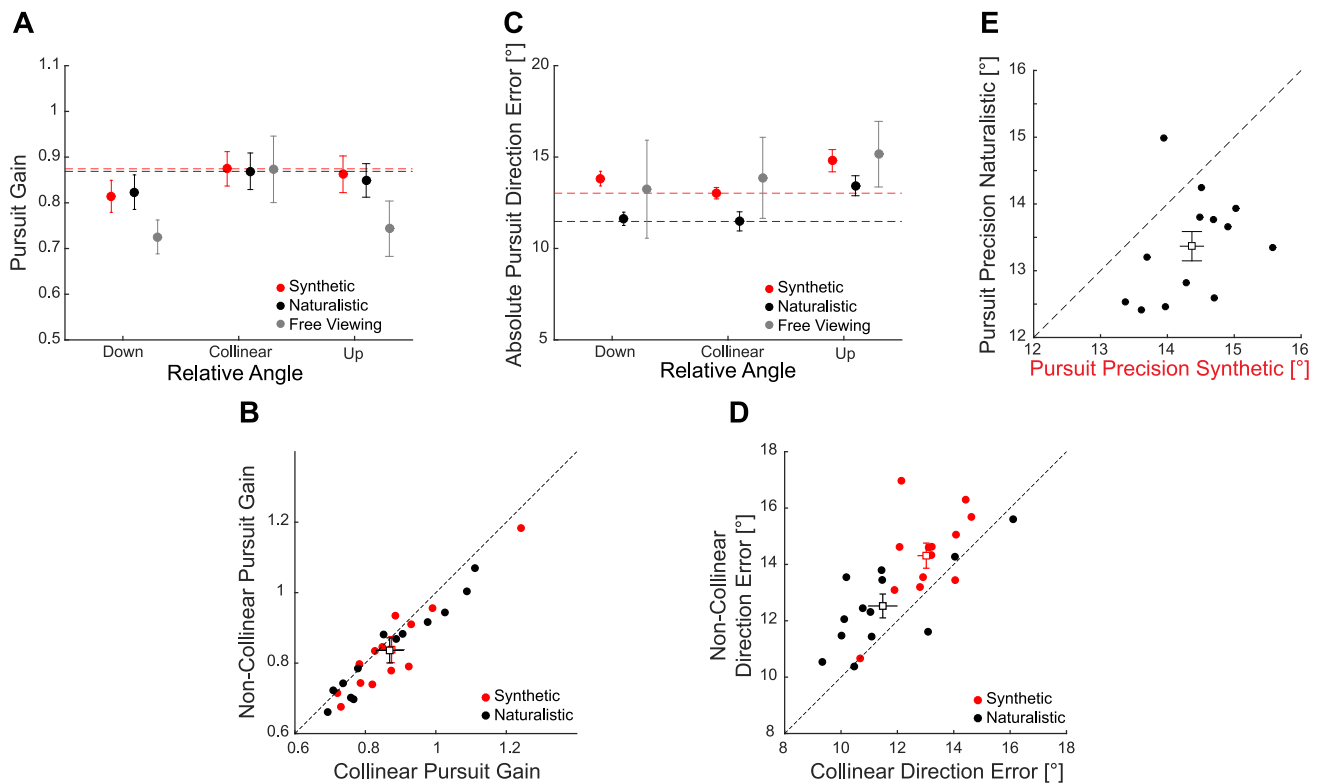 A
Pursuit Gain
1.1
1
0.9
0.8
0.7
0.6
0.5
Synthetic
Naturalistic
Free Viewing
Down
Collinear
Up
Relative Angle
C
Absolute Pursuit Direction Error [°]
20
15
10
5
Synthetic
Naturalistic
Free Viewing
Down
Collinear
Up
Relative Angle
E
Pursuit Precision Naturalistic [°]
16
15
14
13
12
12
13
14
15
16
Pursuit Precision Synthetic [°]
B
Non-Collinear Pursuit Gain
1.2
1
0.8
0.6
Synthetic
Naturalistic
0.6
0.8
1
1.2
Collinear Pursuit Gain
D
Non-Collinear
Direction Error [°]
18
16
14
12
10
8
Synthetic
Naturalistic
8
10
12
14
16
18
Collinear Direction Error [°]